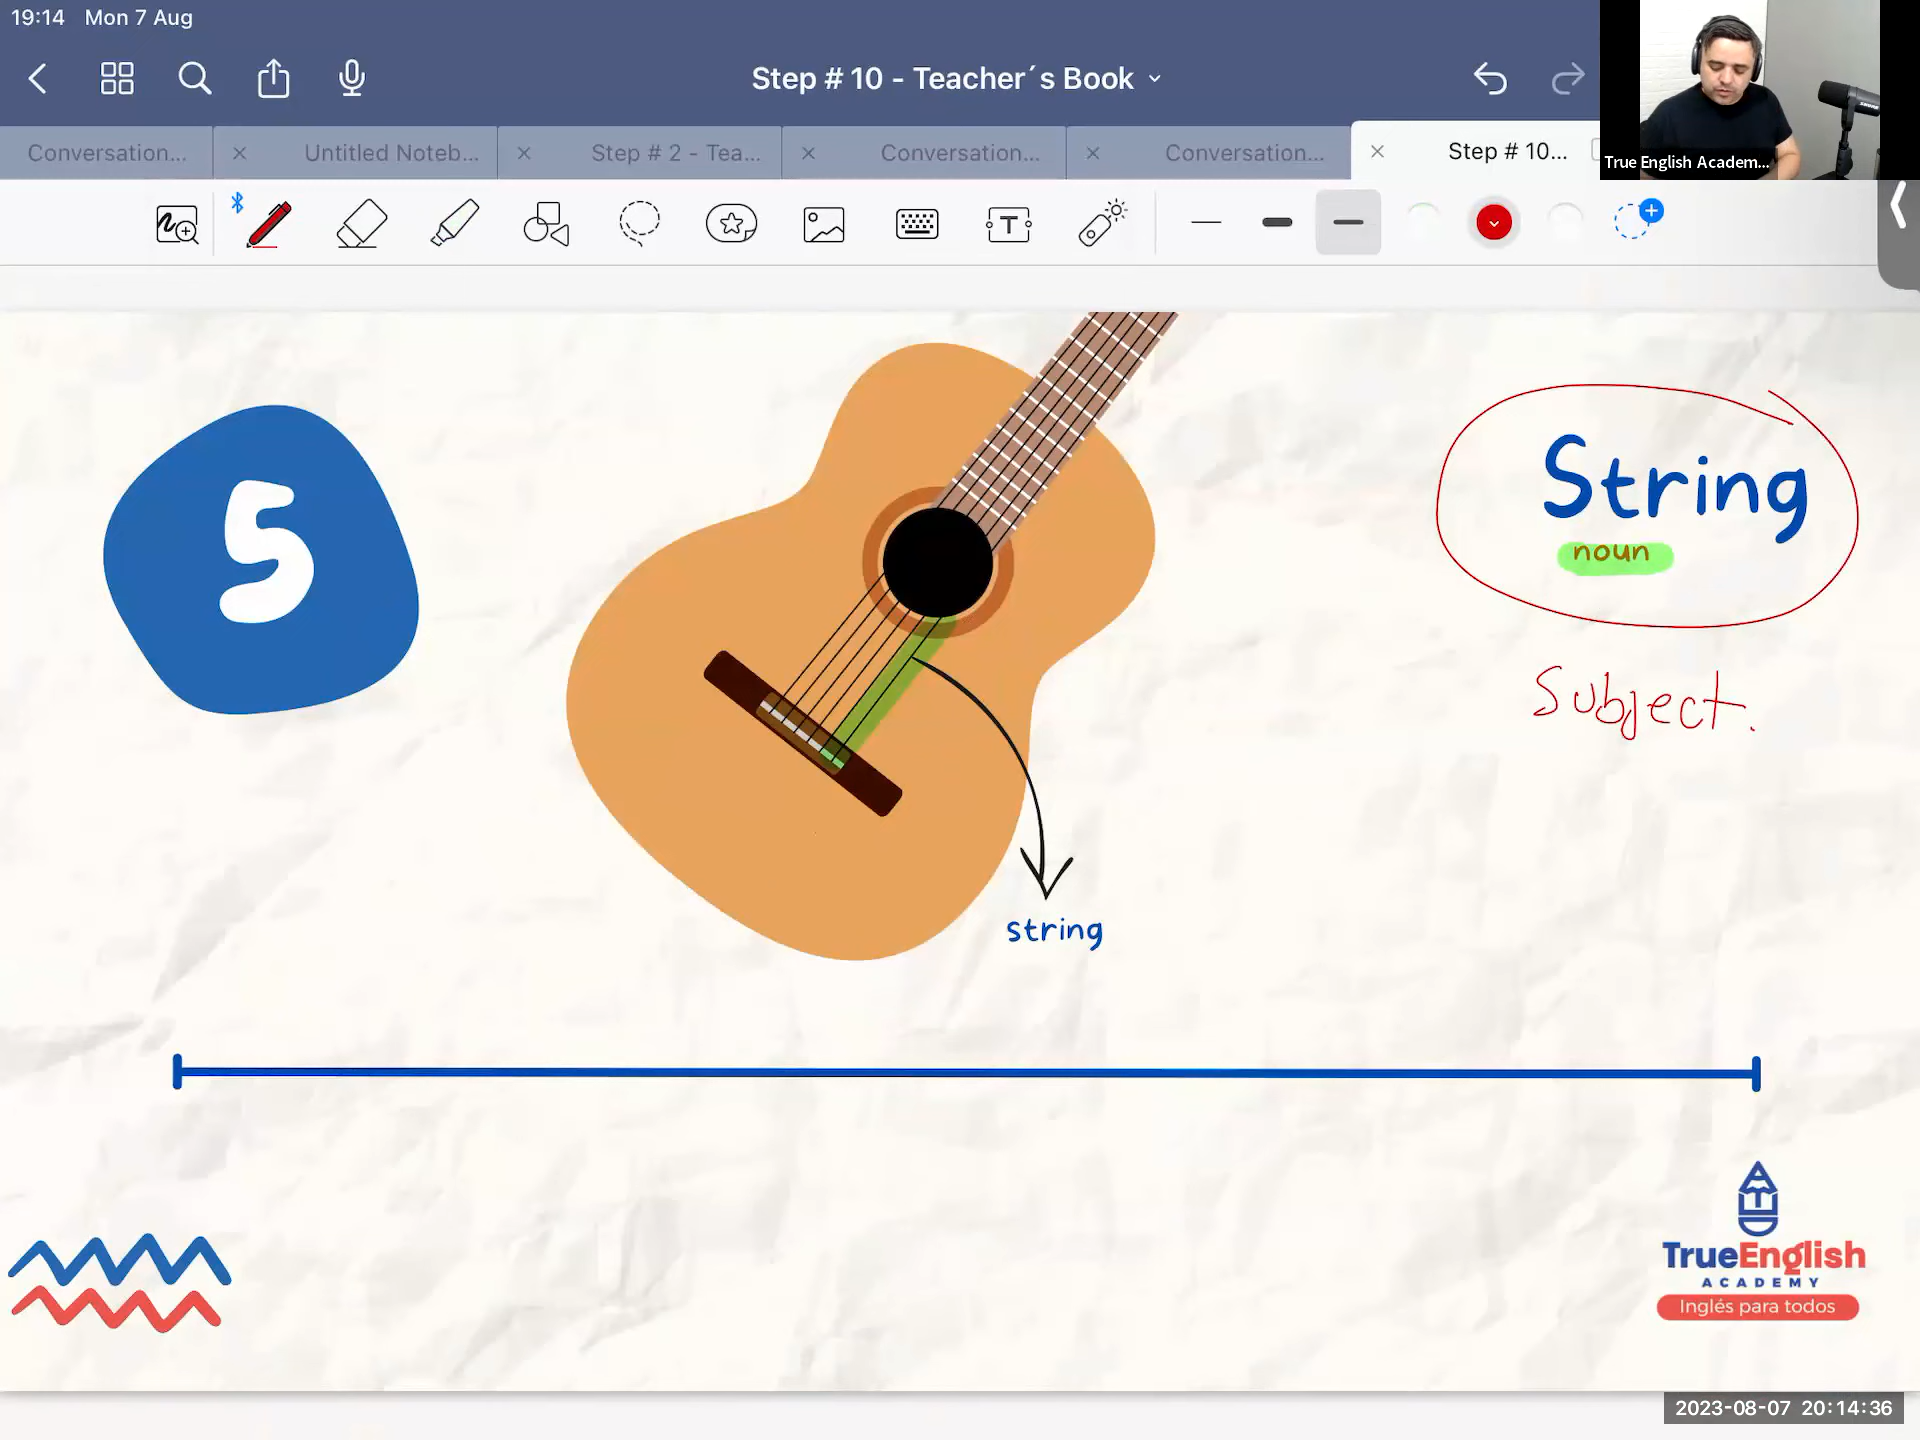 19:14 Mon 7 Aug
Step # 10 - Teacher´s Book
Conversation...
Untitled Noteb...
Step # 2 - Tea...
Conversation...
Conversation...
Step # 10...
True English Academ...
T
5
String
noun
Subject.
string
TrueEnglish
ACADEMY
Inglés para todos
2023-08-07 20:14:36